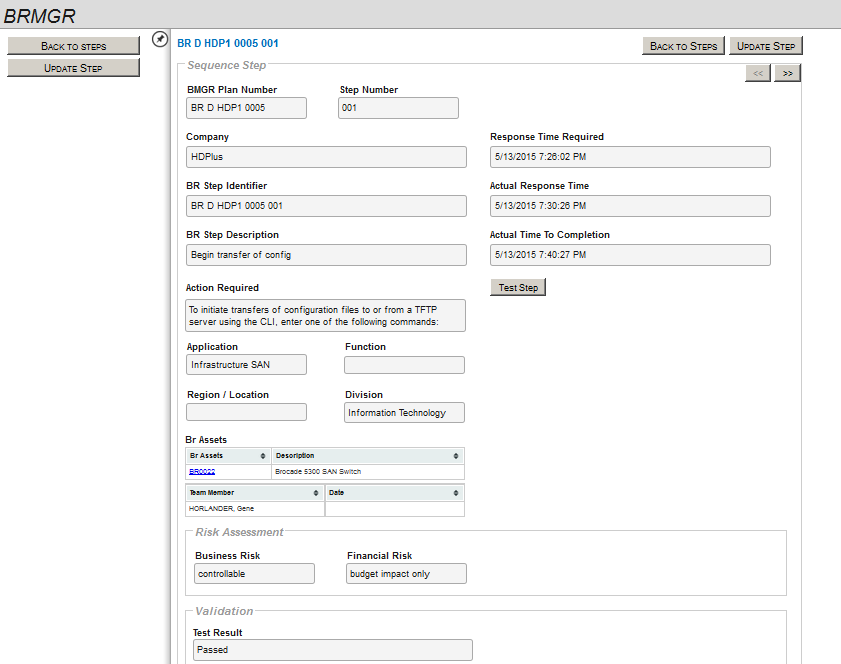 BRMGR
BACK TO STEPS
UPDATE STEP
BR D HDP1 0005 001
BACK TO STEPS UPDATE STEP
Sequence Step
<< >>
BMGR Plan Number Step Number
BR D HDP1 0005 001
Company Response Time Required
HDPlus 5/13/2015 7:26:02 PM
BR Step Identifier Actual Response Time
BR D HDP1 0005 001 5/13/2015 7:30:26 PM
BR Step Description Actual Time To Completion
Begin transfer of config 5/13/2015 7:40:27 PM
Action Required Test Step
To initiate transfers of configuration files to or from a TFTP
server using the CLI, enter one of the following commands:
Application Function
Infrastructure SAN
Region / Location Division
Information Technology
Br Assets
Br Assets Description
BR0022 Brocade 5300 SAN Switch
Team Member Date
HORLANDER, Gene
Risk Assessment
Business Risk Financial Risk
controllable budget impact only
Validation
Test Result
Passed